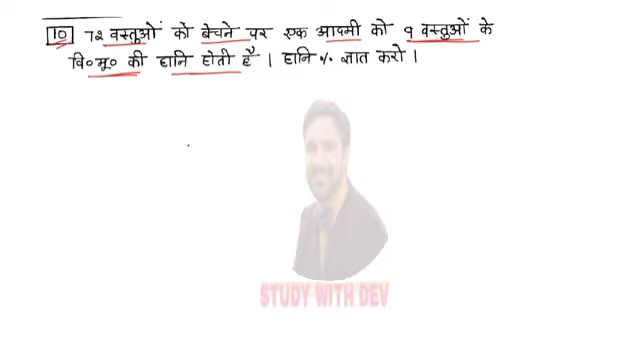 10 72 वस्तुओं को बेचने पर एक आदमी को 9 वस्तुओं के
वि०मू० की हानि होती है । हानि % ज्ञात करो ।
STUDY WITH DEV